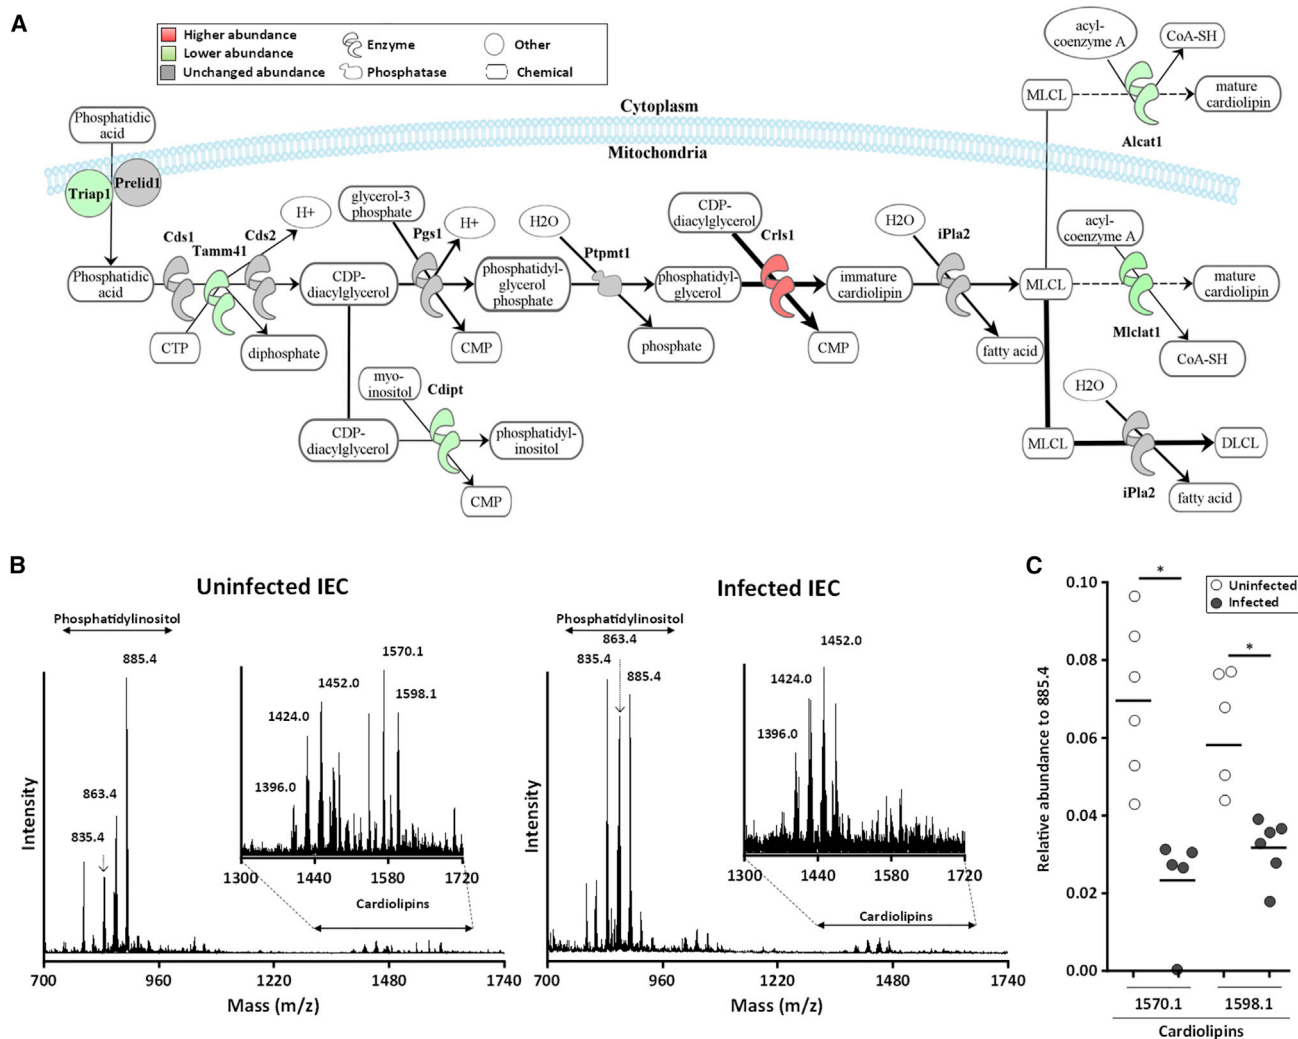 A
Higher abundance
Lower abundance
Unchanged abundance
Enzyme
Phosphatase
Other
Chemical
Cytoplasm
Mitochondria
Phosphatidic
acid
Triap1
Prelid1
Phosphatidic
acid
Cds1
Tamm41
Cds2
H+
CTP
diphosphate
CDP-
diacylglycerol
glycerol-3
phosphate
Pgs1
H+
CMP
phosphatidyl-
glycerol
phosphate
H2O
Ptpmt1
phosphate
phosphatidyl-
glycerol
CDP-
diacylglycerol
Crls1
CMP
immature
cardiolipin
H2O
iPla2
fatty acid
MLCL
acyl-
coenzyme A
CoA-SH
MLCL
mature
cardiolipin
Alcat1
acyl-
coenzyme A
mature
cardiolipin
Mlclat1
CoA-SH
H2O
MLCL
DLCL
iPla2
fatty acid
myo-
inositol
Cdipt
CDP-
diacylglycerol
phosphatidyl-
inositol
CMP
B
Uninfected IEC
Phosphatidylinositol
885.4
863.4
835.4
1570.1
1452.0
1598.1
1424.0
1396.0
1300 1440 1580 1720
Cardiolipins
Intensity
700 960 1220 1480 1740
Mass (m/z)
Infected IEC
Phosphatidylinositol
863.4
835.4
885.4
1452.0
1424.0
1396.0
1300 1440 1580 1720
Cardiolipins
Intensity
700 960 1220 1480 1740
Mass (m/z)
C
Uninfected
Infected
* *
Relative abundance to 885.4
0.10
0.08
0.06
0.04
0.02
0.00
1570.1 1598.1
Cardiolipins